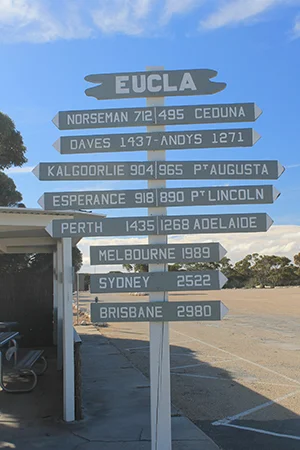 EUCLA
NORSEMAN 712 495 CEDUNA
DAVES 1437-ANDYS 1271
KALGOORLIE 904 965 PT AUGUSTA
ESPERANCE 918 890 PT LINCOLN
PERTH 1435 1268 ADELAIDE
MELBOURNE 1989
SYDNEY 2522
BRISBANE 2980